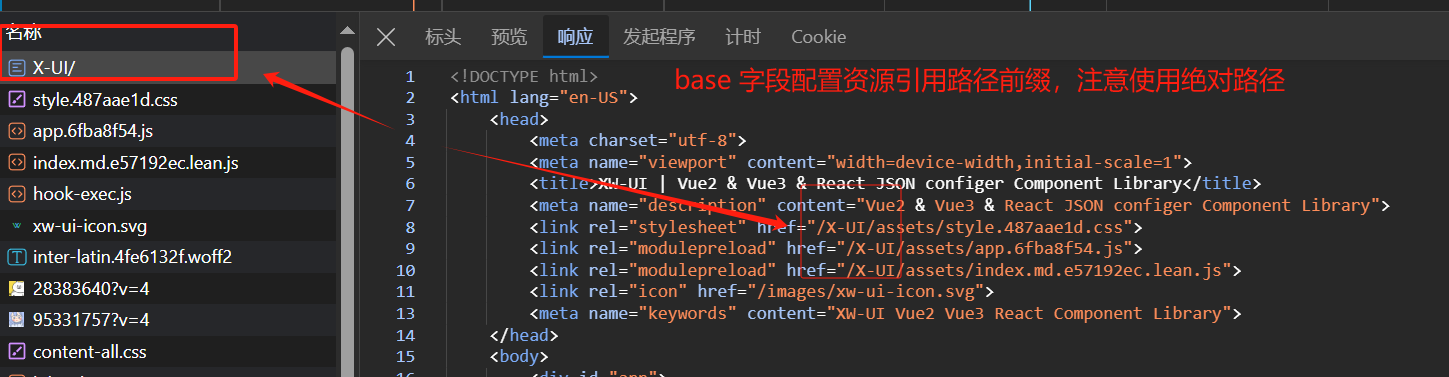 名称
X-UI/
style.487aae1d.css
app.6fba8f54.js
index.md.e57192ec.lean.js
hook-exec.js
xw-ui-icon.svg
inter-latin.4fe6132f.woff2
28383640?v=4
95331757?v=4
content-all.css
标头 预览 响应 发起程序 计时 Cookie
base 字段配置资源引用路径前缀，注意使用绝对路径
1 <!DOCTYPE html>
2 <html lang="en-US">
3 <head>
4 <meta charset="utf-8">
5 <meta name="viewport" content="width=device-width,initial-scale=1">
6 <title>XW-UI | Vue2 & Vue3 & React JSON configer Component Library</title>
7 <meta name="description" content="Vue2 & Vue3 & React JSON configer Component Library">
8 <link rel="stylesheet" href="/X-UI/assets/style.487aae1d.css">
9 <link rel="modulepreload" href="/X-UI/assets/app.6fba8f54.js">
10 <link rel="modulepreload" href="/X-UI/assets/index.md.e57192ec.lean.js">
11 <link rel="icon" href="/images/xw-ui-icon.svg">
12 <meta name="keywords" content="XW-UI Vue2 Vue3 React Component Library">
14 </head>
15 <body>